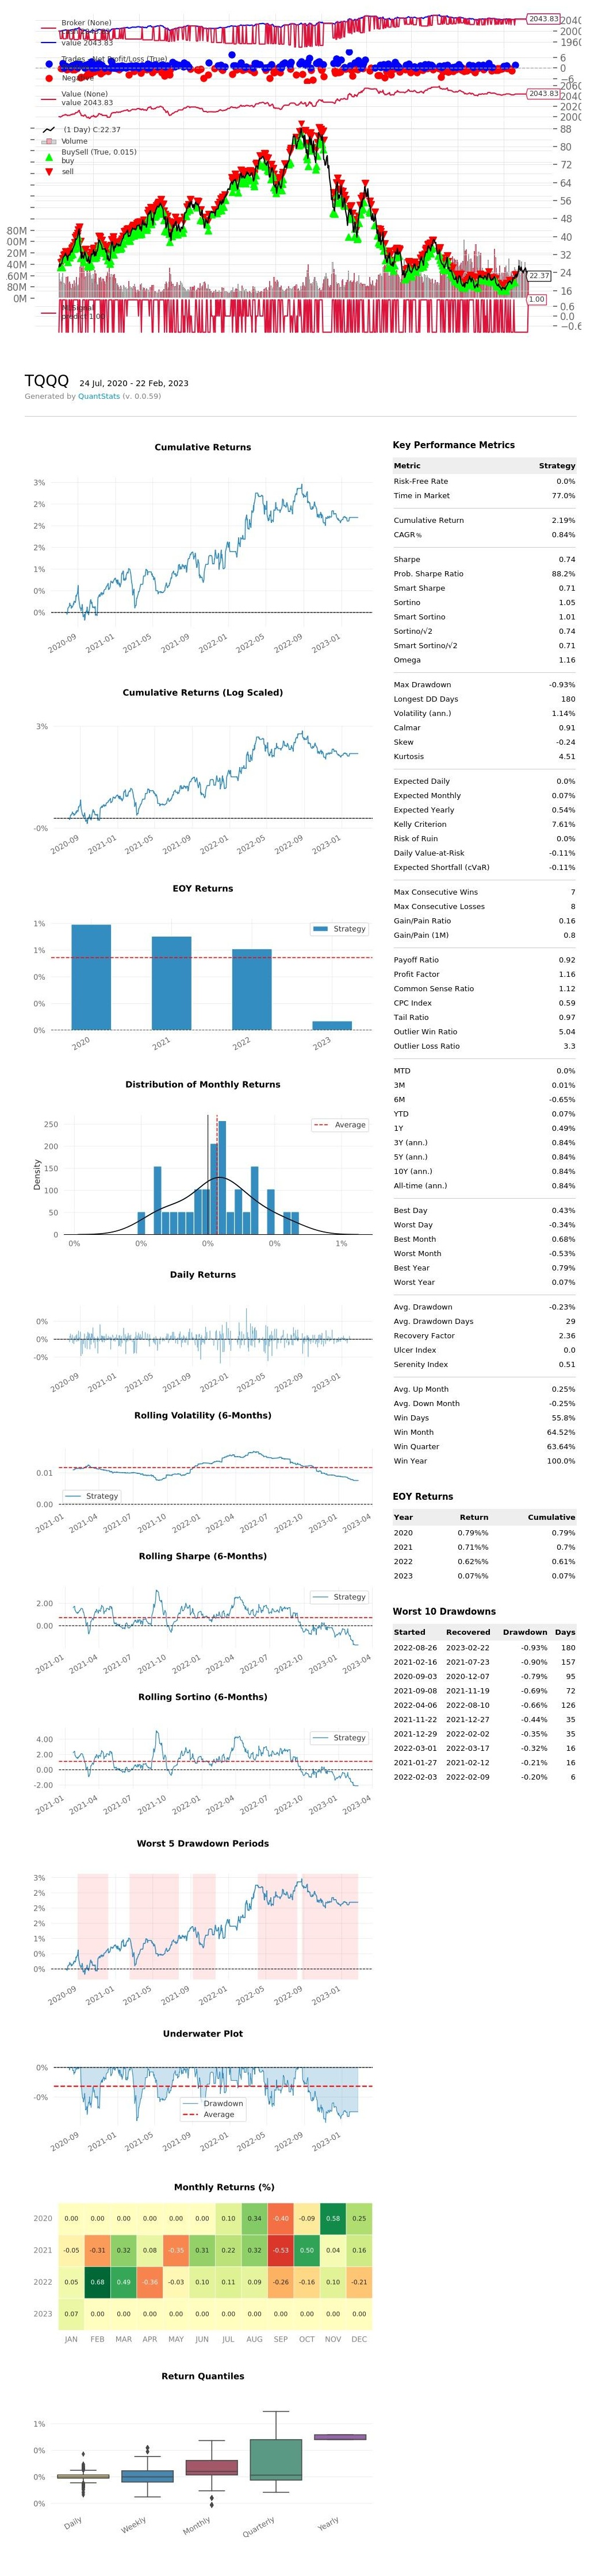 Broker (None)
value 2043.83
2043.83
2000
1960
Trades - Net Profit/Loss (True)
6
0
−6
Value (None)
value 2043.83
2060
2043.83
2020
2000
(1 Day) C:22.37
Volume
BuySell (True, 0.015)
buy
sell
88
80
72
64
56
48
40
32
24
22.37
16
80M
00M
20M
40M
60M
80M
0M
predict 1.00
1.00
0.6
0.0
TQQQ 24 Jul, 2020 - 22 Feb, 2023
Generated by QuantStats (v. 0.0.59)
Cumulative Returns
3%
2%
2%
2%
1%
1%
0%
0%
2020-09 2021-01 2021-05 2021-09 2022-01 2022-05 2022-09 2023-01
Cumulative Returns (Log Scaled)
3%
-0%
2020-09 2021-01 2021-05 2021-09 2022-01 2022-05 2022-09 2023-01
EOY Returns
Strategy
1%
1%
0%
0%
0%
2020 2021 2022 2023
Distribution of Monthly Returns
Average
Density
250
200
150
100
50
0
0% 0% 0% 0% 1%
Daily Returns
0%
0%
-0%
2020-09 2021-01 2021-05 2021-09 2022-01 2022-05 2022-09 2023-01
Rolling Volatility (6-Months)
0.01
0.00
Strategy
2021-01 2021-04 2021-07 2021-10 2022-01 2022-04 2022-07 2022-10 2023-01 2023-04
Rolling Sharpe (6-Months)
Strategy
2.00
0.00
2021-01 2021-04 2021-07 2021-10 2022-01 2022-04 2022-07 2022-10 2023-01 2023-04
Rolling Sortino (6-Months)
Strategy
4.00
2.00
0.00
-2.00
2021-01 2021-04 2021-07 2021-10 2022-01 2022-04 2022-07 2022-10 2023-01 2023-04
Worst 5 Drawdown Periods
3%
2%
2%
2%
1%
0%
0%
2020-09 2021-01 2021-05 2021-09 2022-01 2022-05 2022-09 2023-01
Underwater Plot
0%
-0%
Drawdown
Average
2020-09 2021-01 2021-05 2021-09 2022-01 2022-05 2022-09 2023-01
Monthly Returns (%)
2020 0.00 0.00 0.00 0.00 0.00 0.00 0.10 0.34 -0.40 -0.09 0.58 0.25
2021 -0.05 -0.31 0.32 0.08 -0.35 0.31 0.22 0.32 -0.53 0.50 0.04 0.16
2022 0.05 0.68 0.49 -0.36 -0.03 0.10 0.11 0.09 -0.26 -0.16 0.10 -0.21
2023 0.07 0.00 0.00 0.00 0.00 0.00 0.00 0.00 0.00 0.00 0.00 0.00
JAN FEB MAR APR MAY JUN JUL AUG SEP OCT NOV DEC
Return Quantiles
1%
0%
0%
0%
Daily Weekly Monthly Quarterly Yearly
Key Performance Metrics
Metric Strategy
Risk-Free Rate 0.0%
Time in Market 77.0%
Cumulative Return 2.19%
CAGR﹪ 0.84%
Sharpe 0.74
Prob. Sharpe Ratio 88.2%
Smart Sharpe 0.71
Sortino 1.05
Smart Sortino 1.01
Sortino/√2 0.74
Smart Sortino/√2 0.71
Omega 1.16
Max Drawdown -0.93%
Longest DD Days 180
Volatility (ann.) 1.14%
Calmar 0.91
Skew -0.24
Kurtosis 4.51
Expected Daily 0.0%
Expected Monthly 0.07%
Expected Yearly 0.54%
Kelly Criterion 7.61%
Risk of Ruin 0.0%
Daily Value-at-Risk -0.11%
Expected Shortfall (cVaR) -0.11%
Max Consecutive Wins 7
Max Consecutive Losses 8
Gain/Pain Ratio 0.16
Gain/Pain (1M) 0.8
Payoff Ratio 0.92
Profit Factor 1.16
Common Sense Ratio 1.12
CPC Index 0.59
Tail Ratio 0.97
Outlier Win Ratio 5.04
Outlier Loss Ratio 3.3
MTD 0.0%
3M 0.01%
6M -0.65%
YTD 0.07%
1Y 0.49%
3Y (ann.) 0.84%
5Y (ann.) 0.84%
10Y (ann.) 0.84%
All-time (ann.) 0.84%
Best Day 0.43%
Worst Day -0.34%
Best Month 0.68%
Worst Month -0.53%
Best Year 0.79%
Worst Year 0.07%
Avg. Drawdown -0.23%
Avg. Drawdown Days 29
Recovery Factor 2.36
Ulcer Index 0.0
Serenity Index 0.51
Avg. Up Month 0.25%
Avg. Down Month -0.25%
Win Days 55.8%
Win Month 64.52%
Win Quarter 63.64%
Win Year 100.0%
EOY Returns
Year Return Cumulative
2020 0.79%% 0.79%
2021 0.71%% 0.7%
2022 0.62%% 0.61%
2023 0.07%% 0.07%
Worst 10 Drawdowns
Started Recovered Drawdown Days
2022-08-26 2023-02-22 -0.93% 180
2021-02-16 2021-07-23 -0.90% 157
2020-09-03 2020-12-07 -0.79% 95
2021-09-08 2021-11-19 -0.69% 72
2022-04-06 2022-08-10 -0.66% 126
2021-11-22 2021-12-27 -0.44% 35
2021-12-29 2022-02-02 -0.35% 35
2022-03-01 2022-03-17 -0.32% 16
2021-01-27 2021-02-12 -0.21% 16
2022-02-03 2022-02-09 -0.20% 6